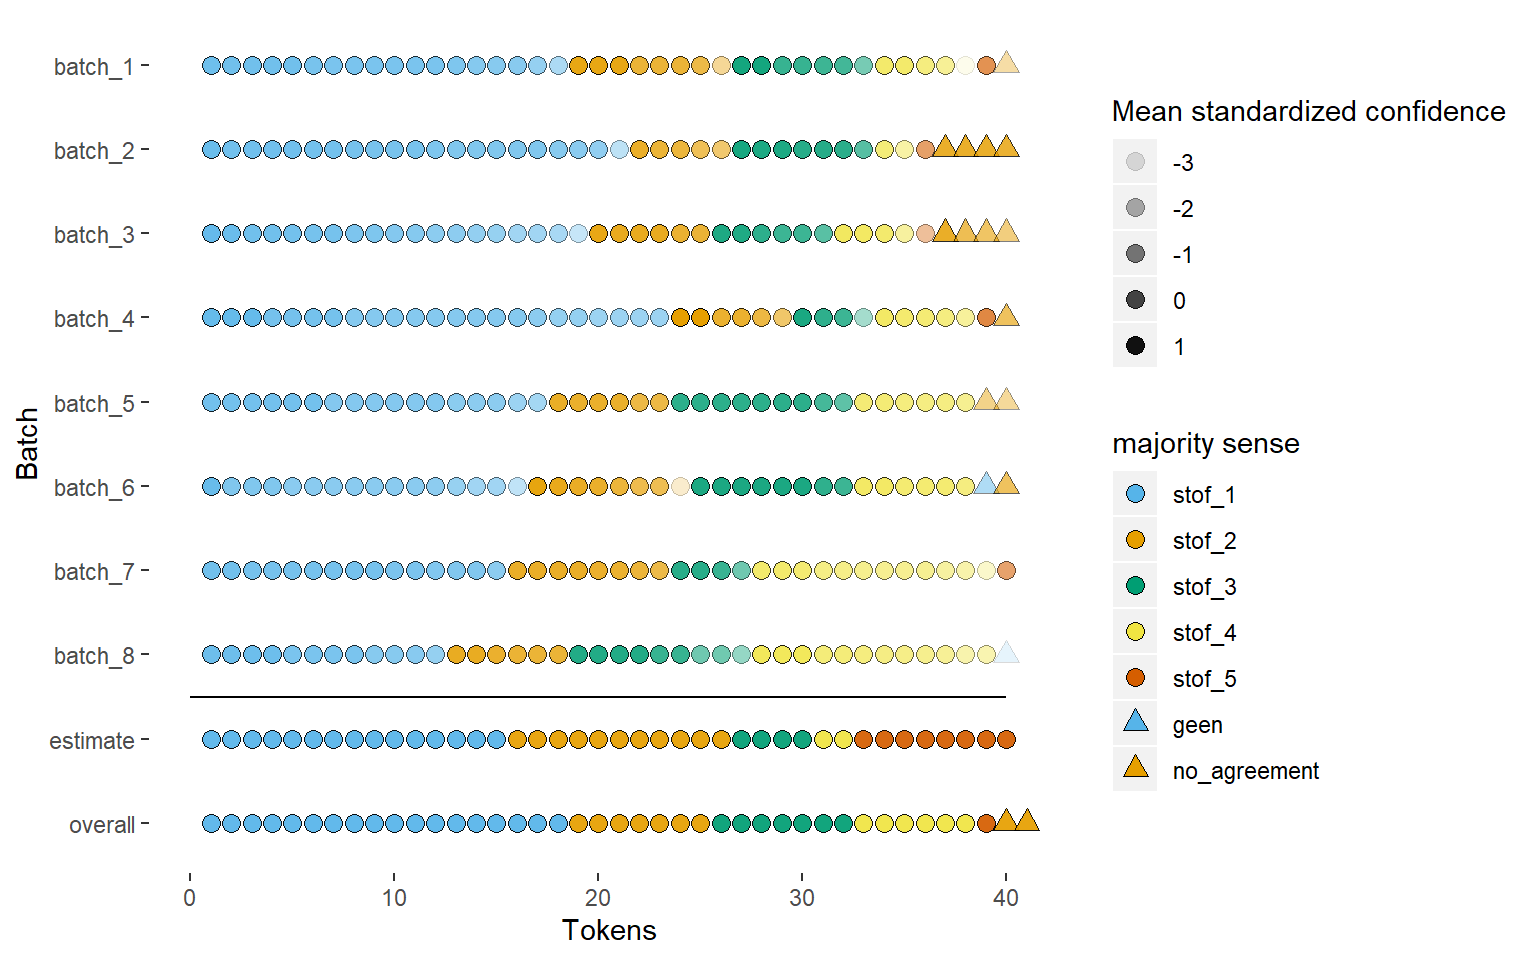 batch_1
batch_2
batch_3
batch_4
batch_5
batch_6
batch_7
batch_8
estimate
overall
Batch
0 10 20 30 40
Tokens
Mean standardized confidence
-3
-2
-1
0
1
majority sense
stof_1
stof_2
stof_3
stof_4
stof_5
geen
no_agreement